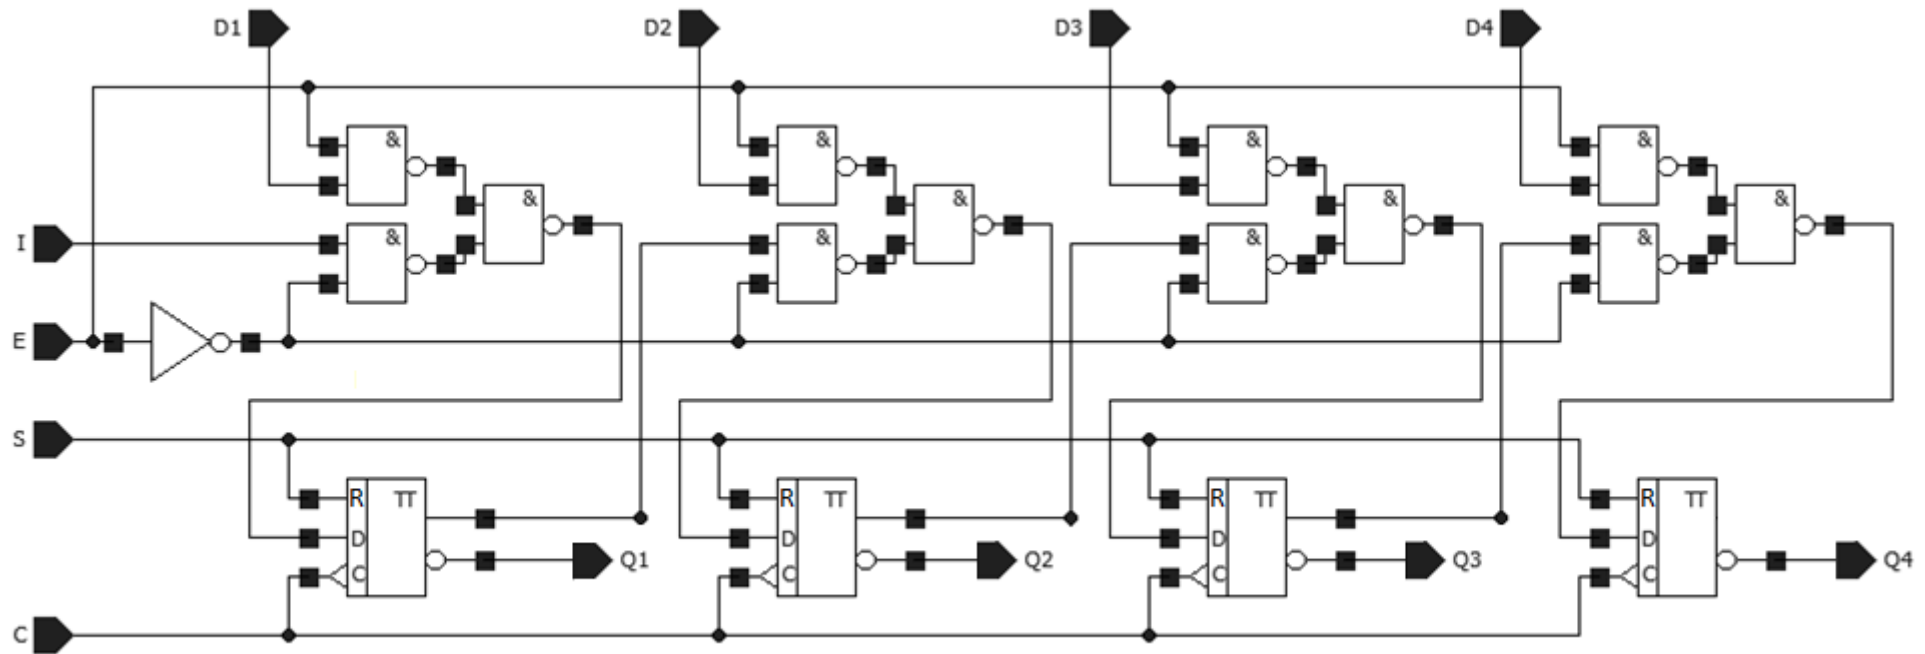 D1 D2 D3 D4
& & & &
& & & &
I & & & &
E
S
R TT R TT R TT R TT
D D D D
Q1 Q2 Q3 Q4
C C C C
C